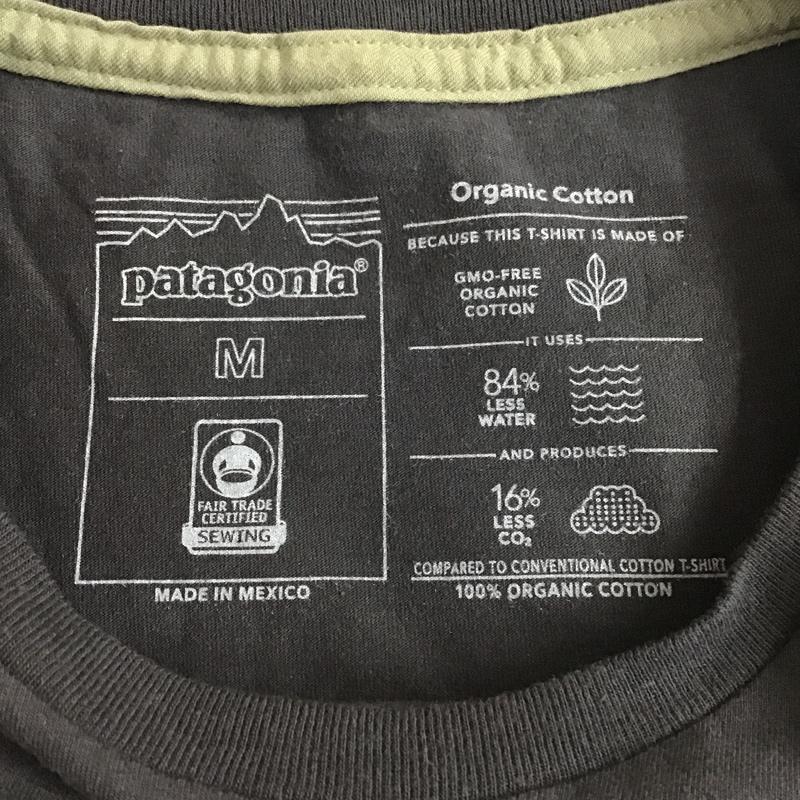 patagonia®
M
FAIR TRADE
CERTIFIED
SEWING
MADE IN MEXICO
Organic Cotton
BECAUSE THIS T-SHIRT IS MADE OF
GMO-FREE
ORGANIC
COTTON
IT USES
84%
LESS
WATER
AND PRODUCES
16%
LESS
CO₂
COMPARED TO CONVENTIONAL COTTON T-SHIRT
100% ORGANIC COTTON